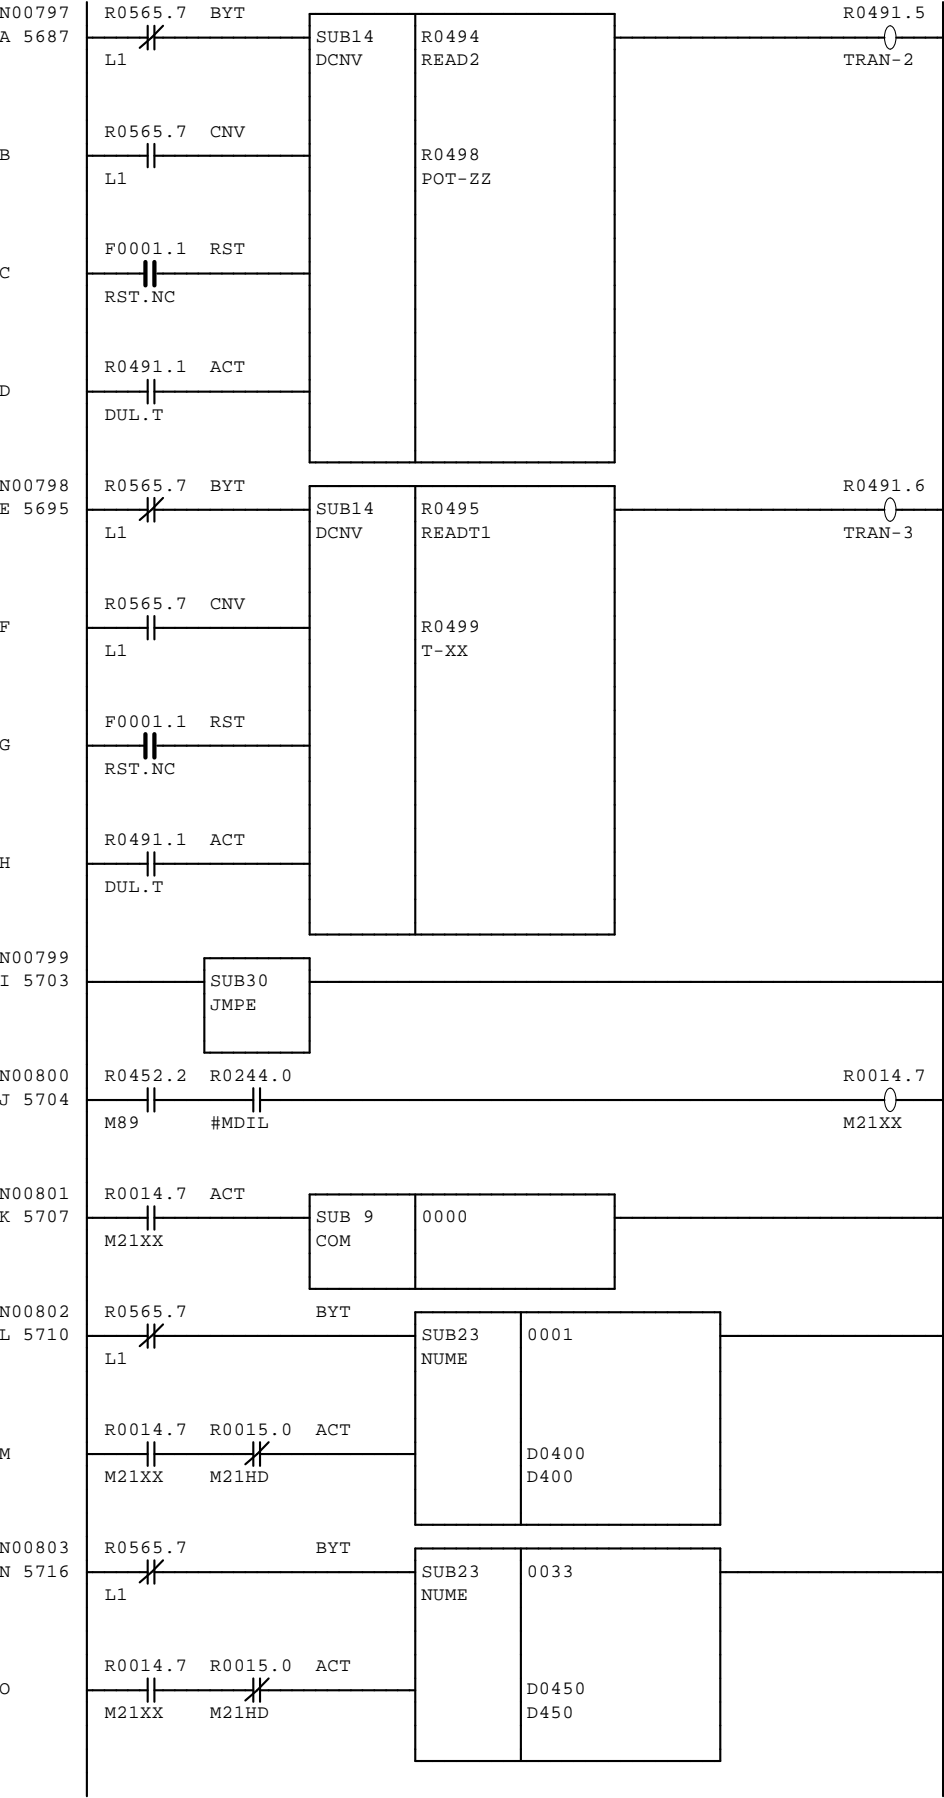 N00797 R0565.7 BYT R0491.5
A 5687 SUB14 R0494
L1 DCNV READ2 TRAN-2
R0565.7 CNV
B R0498
L1 POT-ZZ
F0001.1 RST
C
RST.NC
R0491.1 ACT
D
DUL.T
N00798 R0565.7 BYT R0491.6
E 5695 SUB14 R0495
L1 DCNV READT1 TRAN-3
R0565.7 CNV
F R0499
L1 T-XX
F0001.1 RST
G
RST.NC
R0491.1 ACT
H
DUL.T
N00799
I 5703 SUB30
JMPE
N00800 R0452.2 R0244.0 R0014.7
J 5704
M89 #MDIL M21XX
N00801 R0014.7 ACT
K 5707 SUB 9 0000
M21XX COM
N00802 R0565.7 BYT
L 5710 SUB23 0001
L1 NUME
R0014.7 R0015.0 ACT
M D0400
M21XX M21HD D400
N00803 R0565.7 BYT
N 5716 SUB23 0033
L1 NUME
R0014.7 R0015.0 ACT
O D0450
M21XX M21HD D450